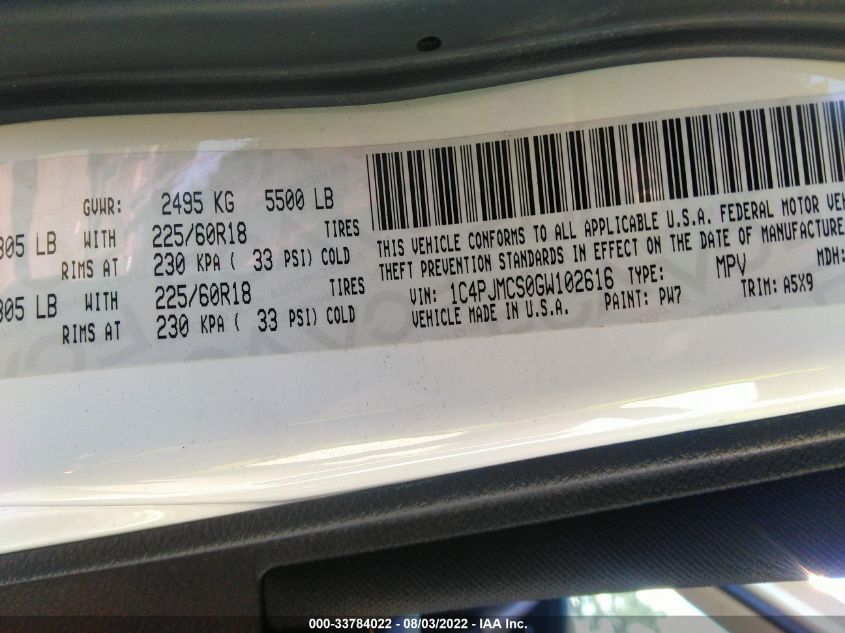 GVWR: 2495 KG 5500 LB
305 LB WITH 225/60R18 TIRES
RIMS AT 230 KPA ( 33 PSI) COLD
305 LB WITH 225/60R18 TIRES
RIMS AT 230 KPA ( 33 PSI) COLD
THIS VEHICLE CONFORMS TO ALL APPLICABLE U.S.A. FEDERAL MOTOR VEH
THEFT PREVENTION STANDARDS IN EFFECT ON THE DATE OF MANUFACTURE
VIN: 1C4PJMCS0GW102616 TYPE: MPV MDH:
VEHICLE MADE IN U.S.A. PAINT: PW7 TRIM: A5X9
000-33784022 - 08/03/2022 - IAA Inc.